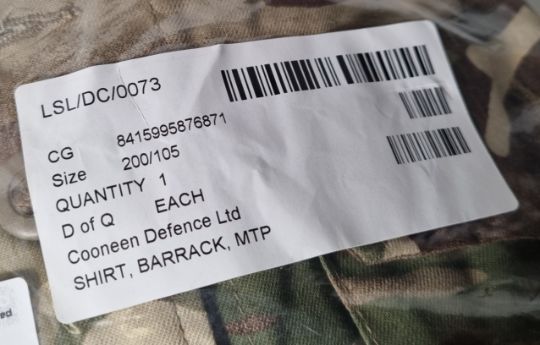 LSL/DC/0073
CG 8415995876871
Size 200/105
QUANTITY 1
D of Q EACH
Cooneen Defence Ltd
SHIRT, BARRACK, MTP